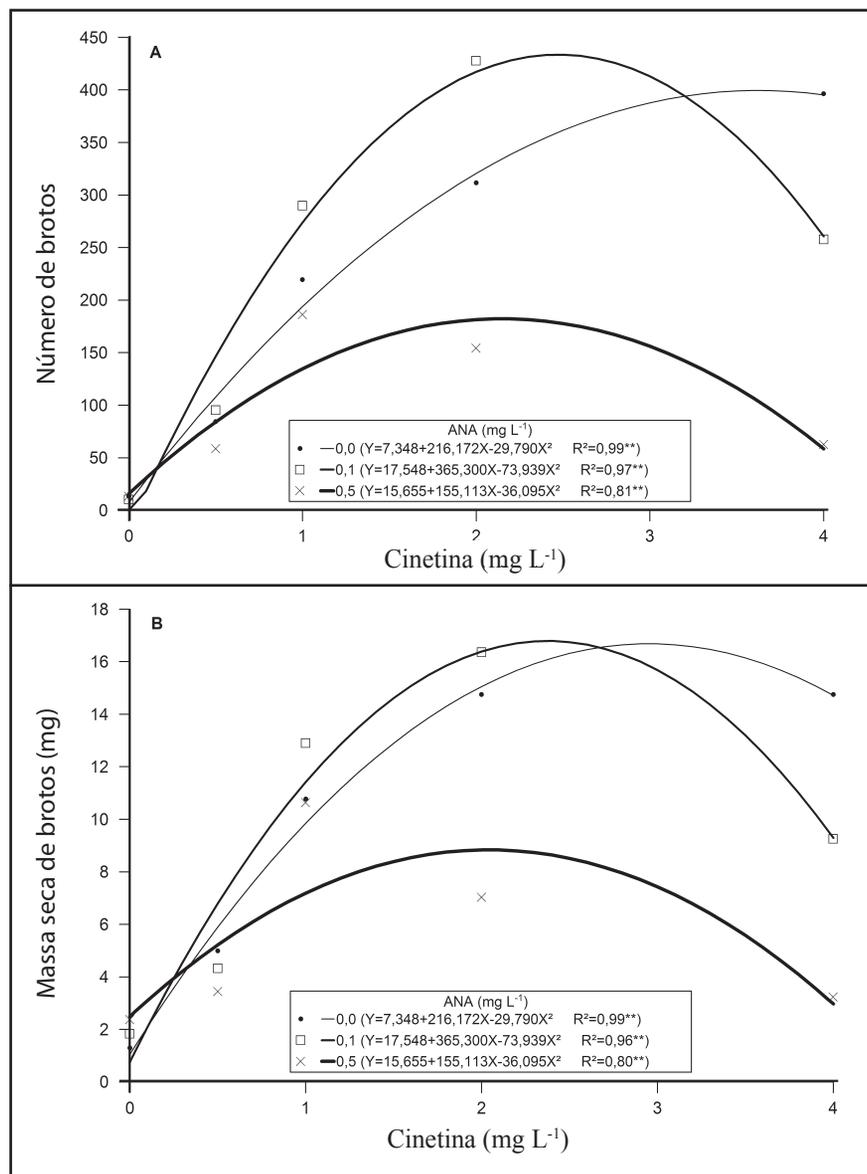 A
Número de brotos
450
400
350
300
250
200
150
100
50
0
ANA (mg L⁻¹)
0,0 (Y=7,348+216,172X-29,790X² R²=0,99**)
0,1 (Y=17,548+365,300X-73,939X² R²=0,97**)
0,5 (Y=15,655+155,113X-36,095X² R²=0,81**)
0 1 2 3 4
Cinetina (mg L⁻¹)
B
Massa seca de brotos (mg)
18
16
14
12
10
8
6
4
2
0
ANA (mg L⁻¹)
0,0 (Y=7,348+216,172X-29,790X² R²=0,99**)
0,1 (Y=17,548+365,300X-73,939X² R²=0,96**)
0,5 (Y=15,655+155,113X-36,095X² R²=0,80**)
0 1 2 3 4
Cinetina (mg L⁻¹)